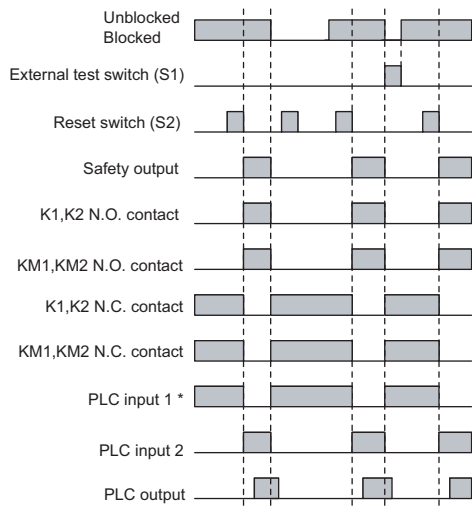 Unblocked
Blocked
External test switch (S1)
Reset switch (S2)
Safety output
K1,K2 N.O. contact
KM1,KM2 N.O. contact
K1,K2 N.C. contact
KM1,KM2 N.C. contact
PLC input 1 *
PLC input 2
PLC output